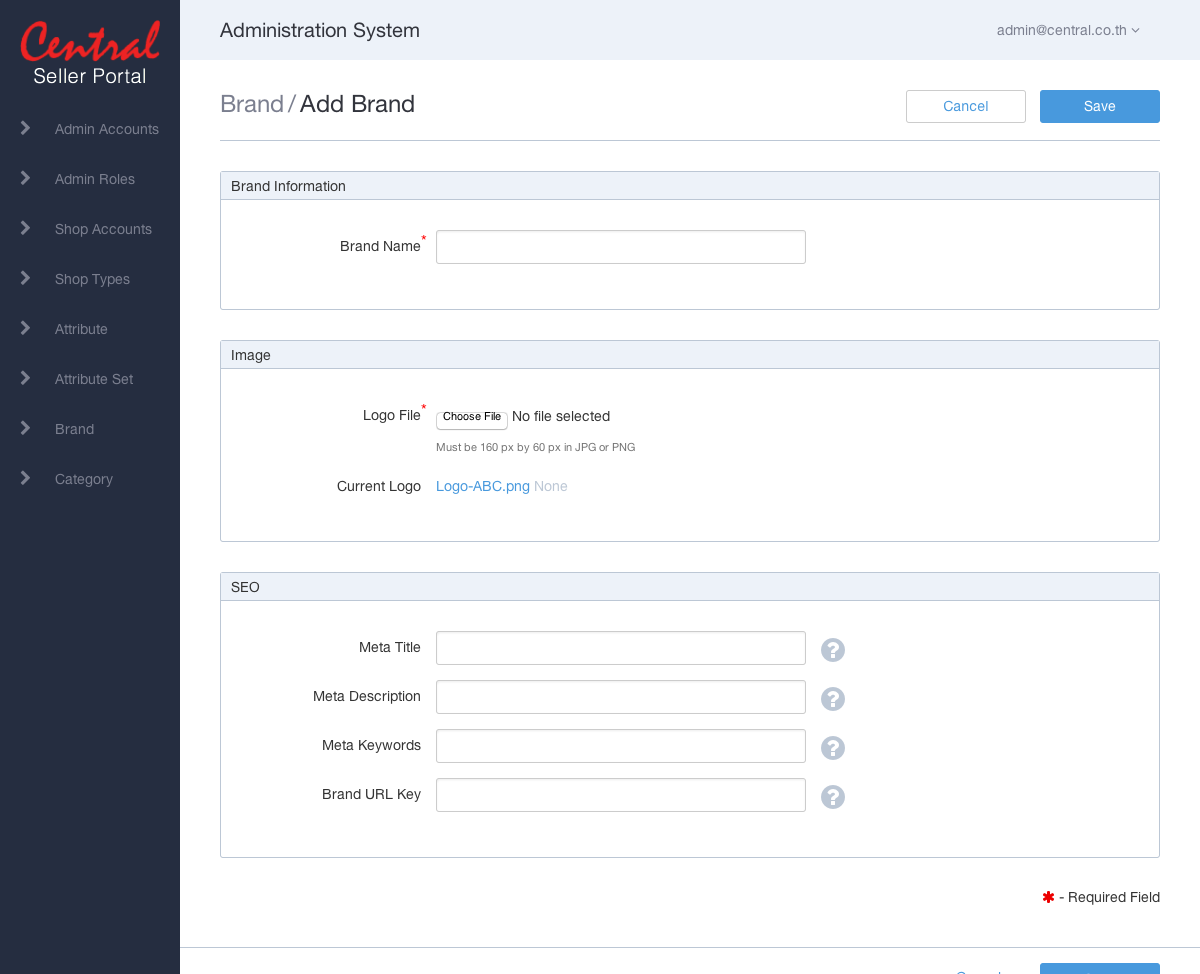 Central
Seller Portal
Admin Accounts
Admin Roles
Shop Accounts
Shop Types
Attribute
Attribute Set
Brand
Category
Administration System
admin@central.co.th
Brand / Add Brand
Cancel
Save
Brand Information
Brand Name*
Image
Logo File* Choose File No file selected
Must be 160 px by 60 px in JPG or PNG
Current Logo Logo-ABC.png None
SEO
Meta Title ?
Meta Description ?
Meta Keywords ?
Brand URL Key ?
✱ - Required Field